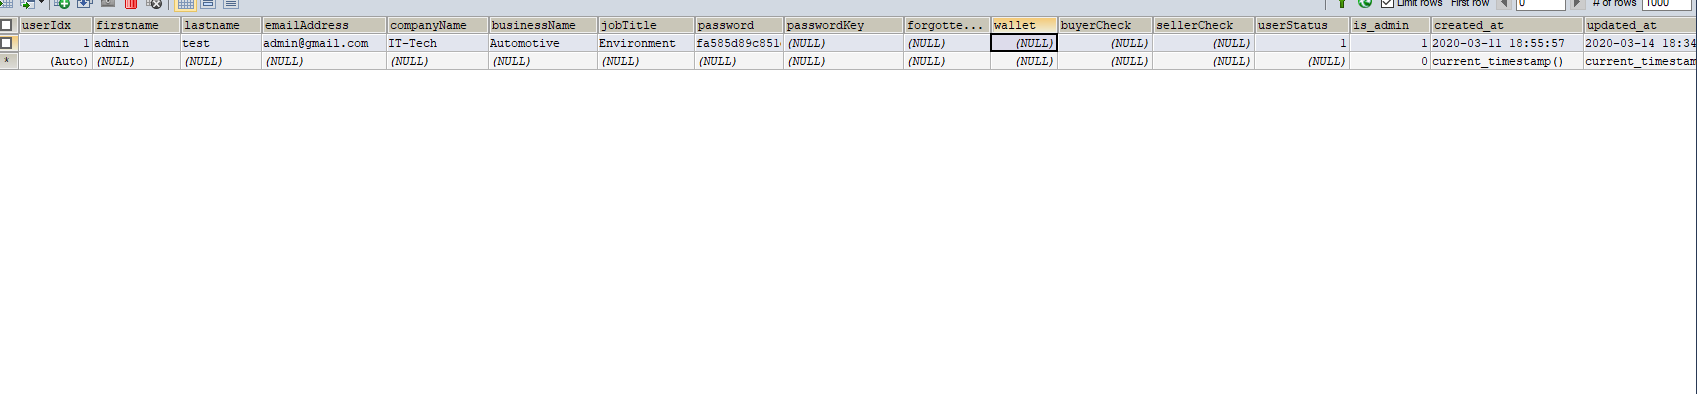 Limit rows First row 0 # of rows 1000
userIdx firstname lastname emailAddress companyName businessName jobTitle password passwordKey forgotte... wallet buyerCheck sellerCheck userStatus is_admin created_at updated_at
1 admin test admin@gmail.com IT-Tech Automotive Environment fa585d89c851 (NULL) (NULL) (NULL) (NULL) (NULL) 1 1 2020-03-11 18:55:57 2020-03-14 18:34
* (Auto) (NULL) (NULL) (NULL) (NULL) (NULL) (NULL) (NULL) (NULL) (NULL) (NULL) (NULL) (NULL) (NULL) 0 current_timestamp() current_timestam